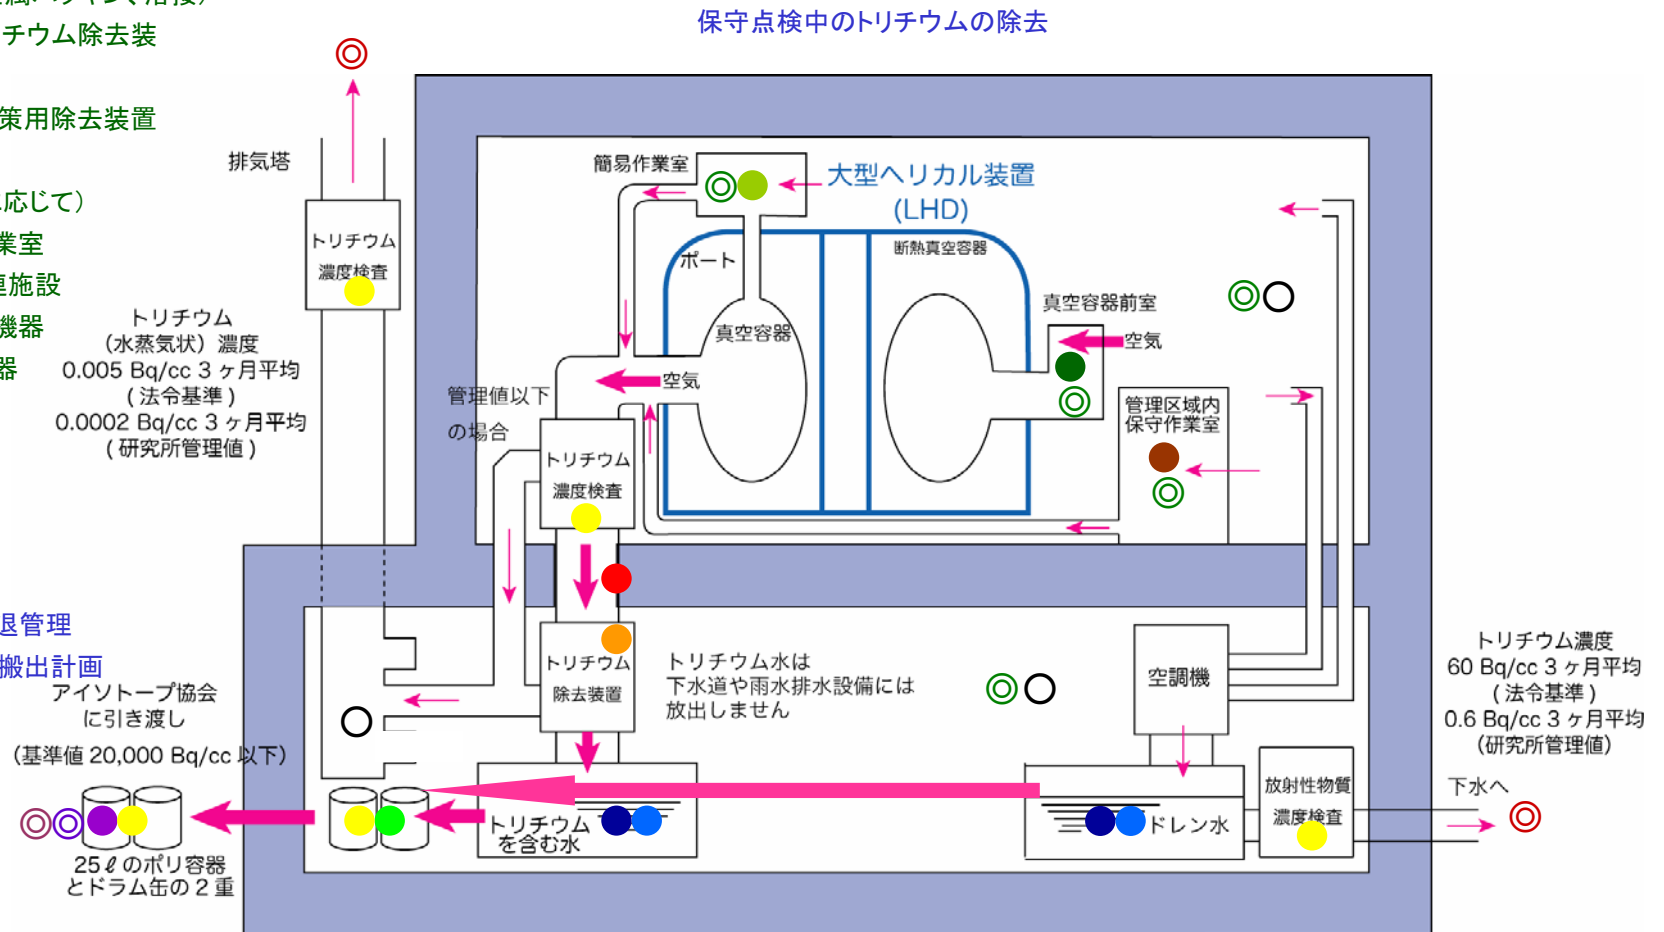 保守点検中のトリチウムの除去
チウム除去装
策用除去装置
応じて）
業室
施設
機器
器
退管理
搬出計画
排気塔
トリチウム
濃度検査
トリチウム
（水蒸気状）濃度
0.005 Bq/cc 3 ヶ月平均
( 法令基準 )
0.0002 Bq/cc 3 ヶ月平均
( 研究所管理値 )
簡易作業室
大型ヘリカル装置
(LHD)
断熱真空容器
ポート
真空容器
真空容器前室
空気
空気
管理値以下
の場合
トリチウム
濃度検査
管理区域内
保守作業室
トリチウム
除去装置
トリチウム水は
下水道や雨水排水設備には
放出しません
空調機
トリチウム濃度
60 Bq/cc 3 ヶ月平均
( 法令基準 )
0.6 Bq/cc 3 ヶ月平均
(研究所管理値)
アイソトープ協会
に引き渡し
(基準値 20,000 Bq/cc 以下)
25ℓのポリ容器
とドラム缶の 2 重
トリチウム
を含む水
ドレン水
放射性物質
濃度検査
下水へ